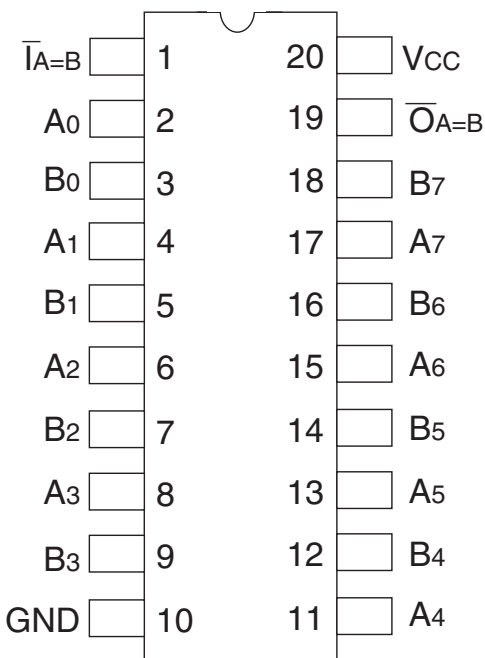 I̅A=B 1 20 VCC
A0 2 19 O̅A=B
B0 3 18 B7
A1 4 17 A7
B1 5 16 B6
A2 6 15 A6
B2 7 14 B5
A3 8 13 A5
B3 9 12 B4
GND 10 11 A4